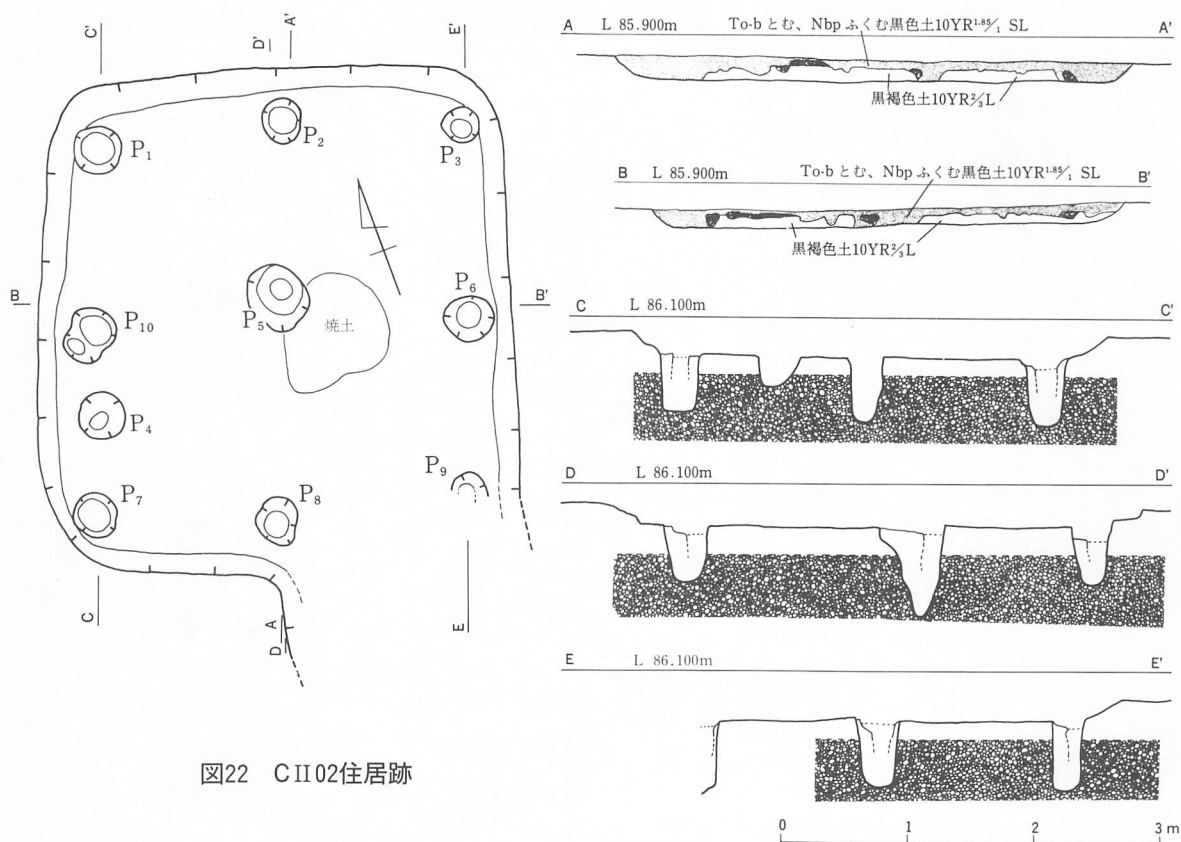 C'
D'
A'
E'
P₁
P₂
P₃
B
P₁₀
P₅
焼土
P₆
B'
P₄
P₇
P₈
P₉
C
D
A
E
図22 CⅡ02住居跡
A L 85.900m To-b とむ、Nbp ふくむ黒色土10YR1.85/1 SL A'
黒褐色土10YR2/3L
B L 85.900m To-b とむ、Nbp ふくむ黒色土10YR1.85/1 SL B'
黒褐色土10YR2/3L
C L 86.100m C'
D L 86.100m D'
E L 86.100m E'
0 1 2 3 m